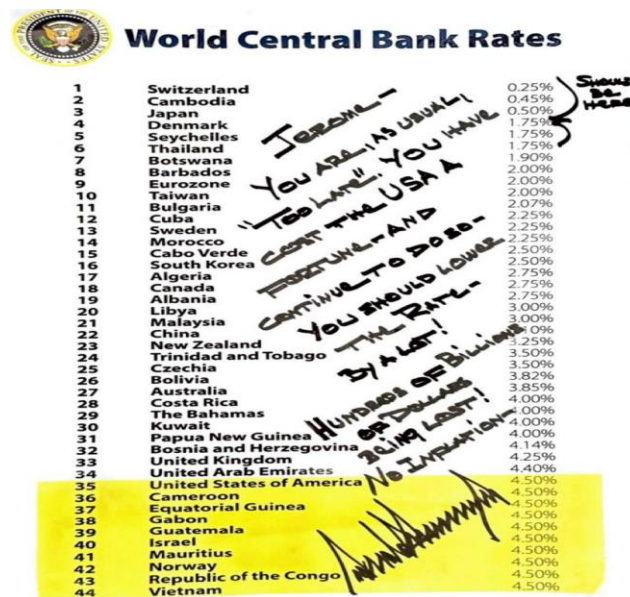 SEAL OF THE PRESIDENT OF THE UNITED STATES
World Central Bank Rates
1 Switzerland 0.25%
2 Cambodia 0.45%
3 Japan 0.50%
4 Denmark 1.75%
5 Seychelles 1.75%
6 Thailand 1.75%
7 Botswana 1.90%
8 Barbados 2.00%
9 Eurozone 2.00%
10 Taiwan 2.00%
11 Bulgaria 2.07%
12 Cuba 2.25%
13 Sweden 2.25%
14 Morocco 2.25%
15 Cabo Verde 2.50%
16 South Korea 2.50%
17 Algeria 2.75%
18 Canada 2.75%
19 Albania 2.75%
20 Libya 3.00%
21 Malaysia 3.00%
22 China 3.10%
23 New Zealand 3.25%
24 Trinidad and Tobago 3.50%
25 Czechia 3.50%
26 Bolivia 3.82%
27 Australia 3.85%
28 Costa Rica 4.00%
29 The Bahamas 4.00%
30 Kuwait 4.00%
31 Papua New Guinea 4.00%
32 Bosnia and Herzegovina 4.14%
33 United Kingdom 4.25%
34 United Arab Emirates 4.40%
35 United States of America 4.50%
36 Cameroon 4.50%
37 Equatorial Guinea 4.50%
38 Gabon 4.50%
39 Guatemala 4.50%
40 Israel 4.50%
41 Mauritius 4.50%
42 Norway 4.50%
43 Republic of the Congo 4.50%
44 Vietnam 4.50%
SHOULD
BE
HERE
JEROME-
YOU ARE, AS USUAL,
"TOO LATE". YOU HAVE
COST THE USA A
FORTUNE - AND
CONTINUE TO DO SO -
YOU SHOULD LOWER
THE RATE -
BY A LOT!
HUNDREDS OF BILLIONS
OF DOLLARS
BEING LOST!
NO INFLATION-